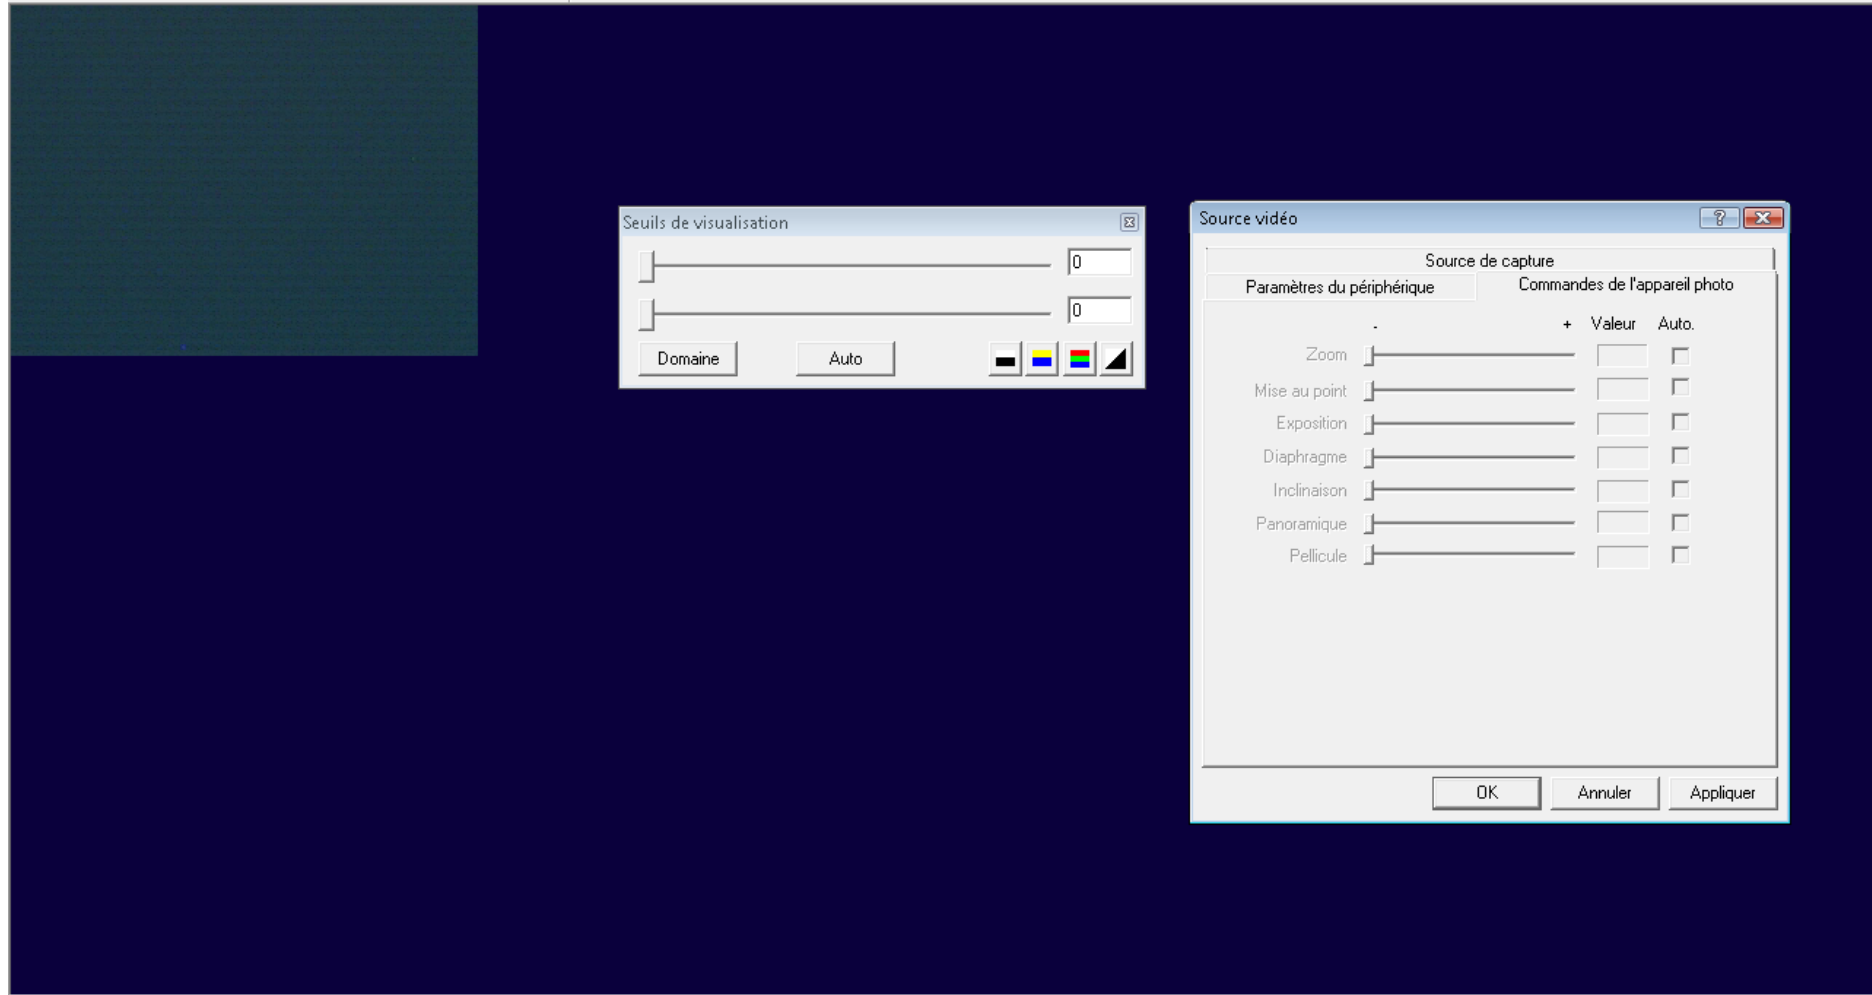 Seuils de visualisation
0
0
Domaine
Auto
Source vidéo
?
Source de capture
Paramètres du périphérique
Commandes de l'appareil photo
- + Valeur Auto.
Zoom
Mise au point
Exposition
Diaphragme
Inclinaison
Panoramique
Pellicule
OK
Annuler
Appliquer